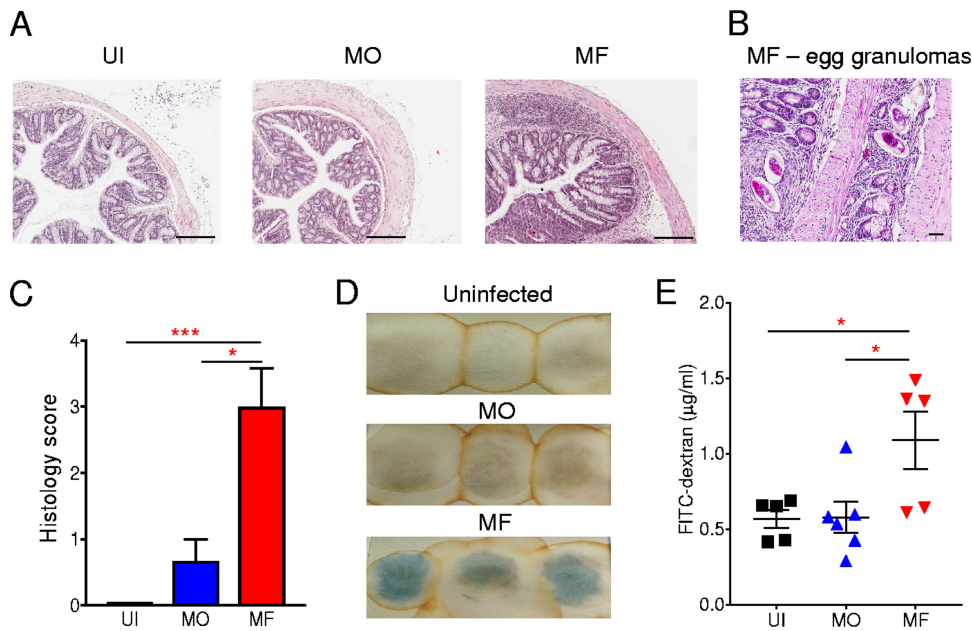 A
UI
MO
MF
B
MF – egg granulomas
C
Histology score
4
3
2
1
0
***
*
UI
MO
MF
D
Uninfected
MO
MF
E
FITC-dextran (µg/ml)
2.0
1.5
1.0
0.5
0.0
*
*
UI
MO
MF